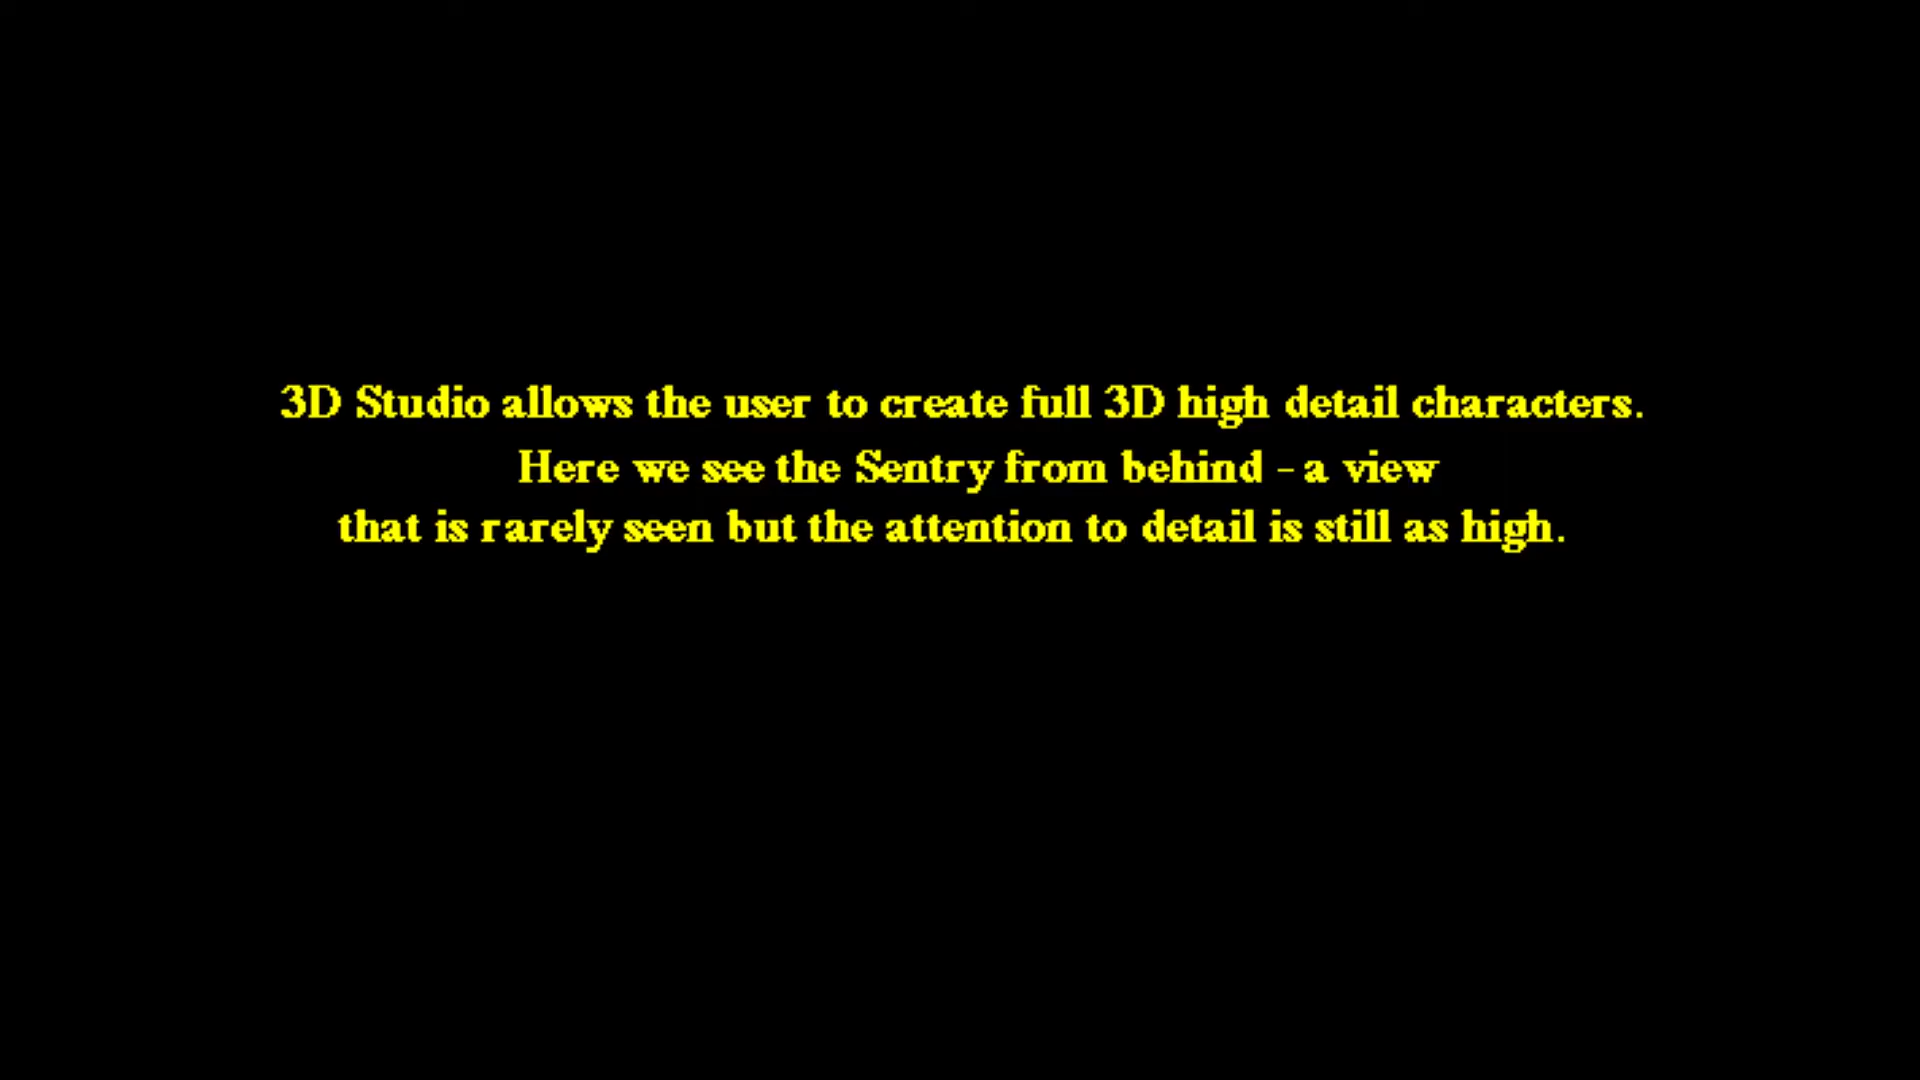 3D Studio allows the user to create full 3D high detail characters.
Here we see the Sentry from behind - a view
that is rarely seen but the attention to detail is still as high.